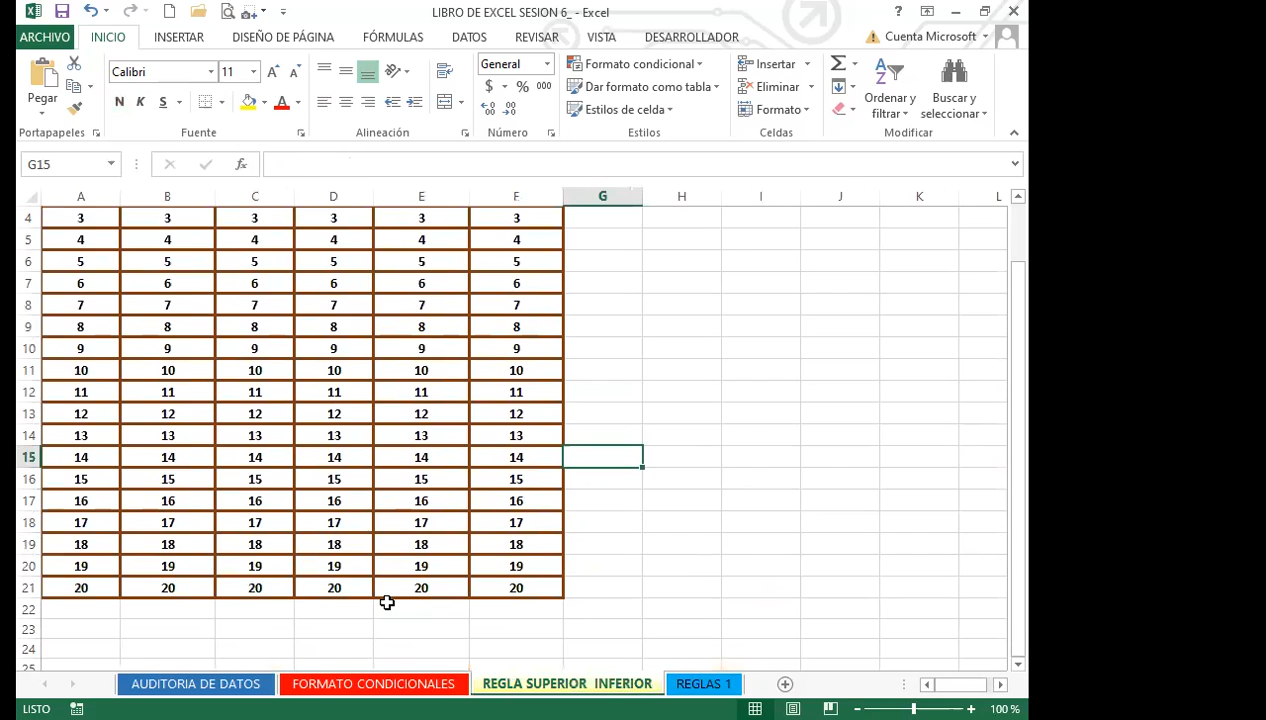 LIBRO DE EXCEL SESION 6_ - Excel
?
ARCHIVO INICIO INSERTAR DISEÑO DE PÁGINA FÓRMULAS DATOS REVISAR VISTA DESARROLLADOR Cuenta Microsoft
Pegar
Calibri 11
N K S
General
$ % 000
Formato condicional
Dar formato como tabla
Estilos de celda
Insertar
Eliminar
Formato
Ordenar y filtrar
Buscar y seleccionar
Portapapeles Fuente Alineación Número Estilos Celdas Modificar
G15 fx
A B C D E F G H I J K L
4 3 3 3 3 3 3
5 4 4 4 4 4 4
6 5 5 5 5 5 5
7 6 6 6 6 6 6
8 7 7 7 7 7 7
9 8 8 8 8 8 8
10 9 9 9 9 9 9
11 10 10 10 10 10 10
12 11 11 11 11 11 11
13 12 12 12 12 12 12
14 13 13 13 13 13 13
15 14 14 14 14 14 14
16 15 15 15 15 15 15
17 16 16 16 16 16 16
18 17 17 17 17 17 17
19 18 18 18 18 18 18
20 19 19 19 19 19 19
21 20 20 20 20 20 20
22
23
24
25
AUDITORIA DE DATOS FORMATO CONDICIONALES REGLA SUPERIOR INFERIOR REGLAS 1
LISTO 100 %